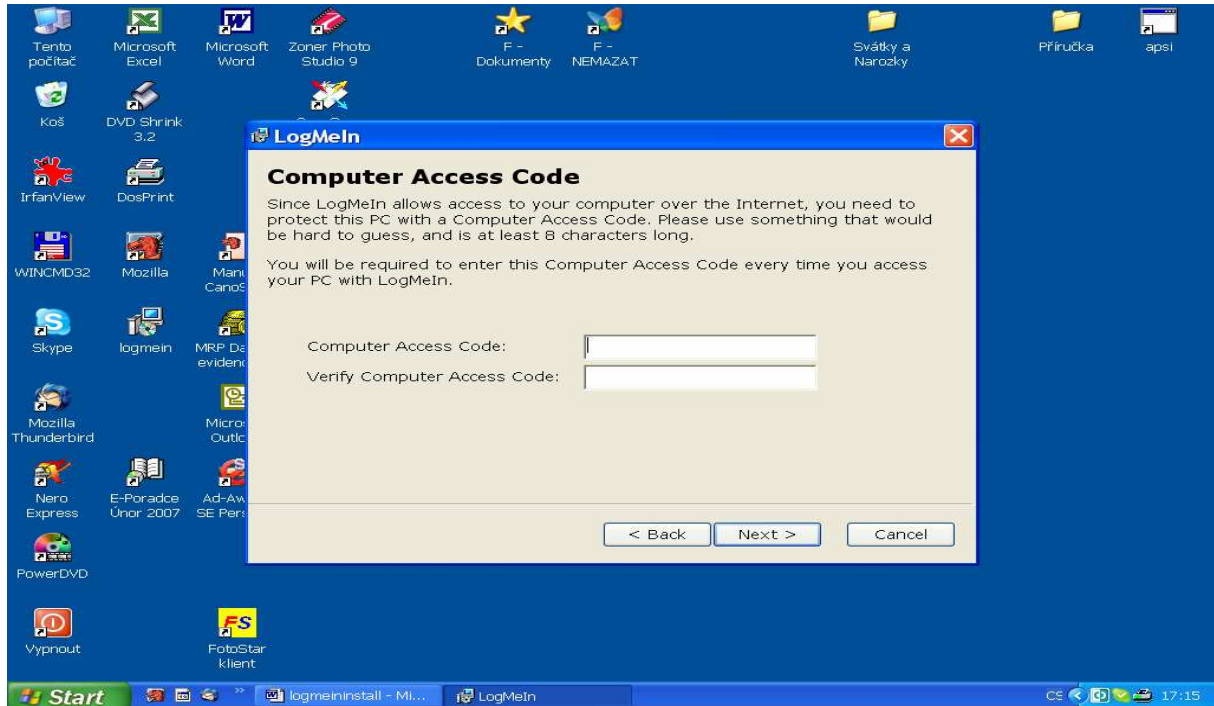 Tento počítač
Microsoft Excel
Microsoft Word
Zoner Photo Studio 9
F - Dokumenty
F - NEMAZAT
Svátky a Narozky
Příručka
apsi
Koš
DVD Shrink 3.2
IrfanView
DosPrint
WINCMD32
Mozilla
Skype
logmein
MRP
Mozilla Thunderbird
Nero Express
E-Poradce Únor 2007
SE
PowerDVD
Vypnout
FotoStar klient
LogMeIn
Computer Access Code
Since LogMeIn allows access to your computer over the Internet, you need to
protect this PC with a Computer Access Code. Please use something that would
be hard to guess, and is at least 8 characters long.
You will be required to enter this Computer Access Code every time you access
your PC with LogMeIn.
Computer Access Code:
Verify Computer Access Code:
< Back
Next >
Cancel
Start
logmeininstall - Mi...
LogMeIn
CS
17:15